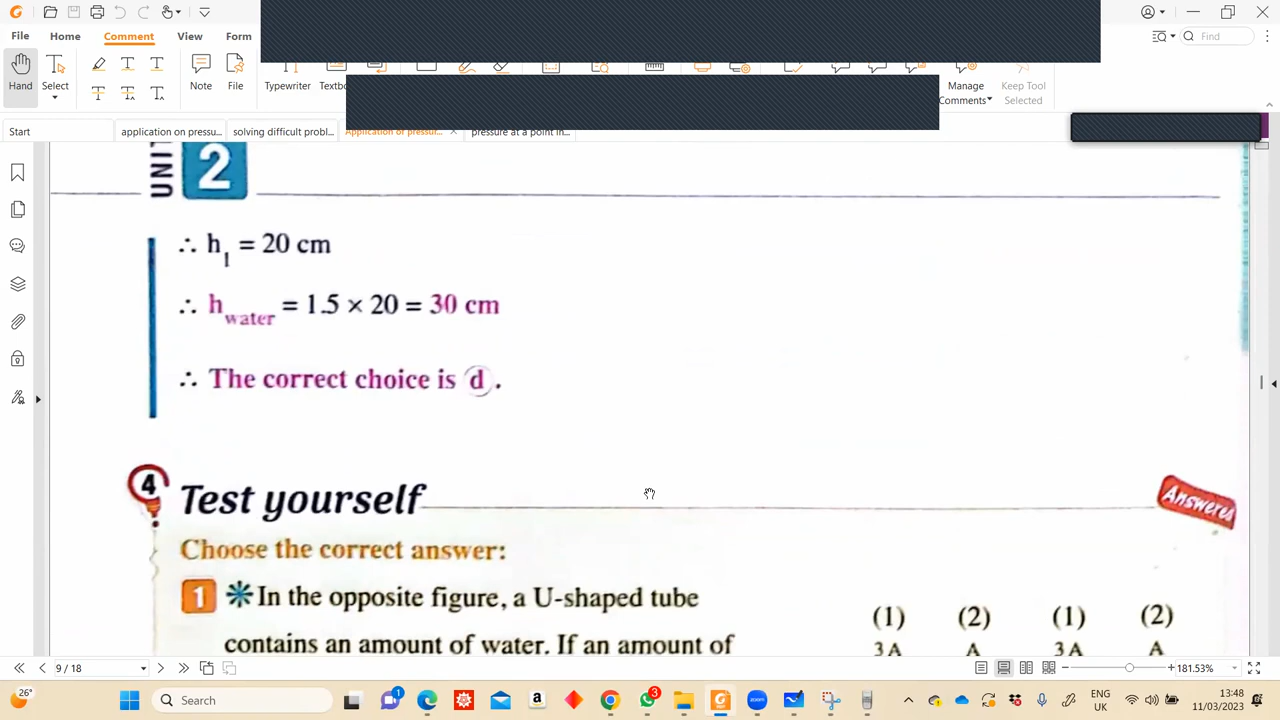 File Home Comment View Form
Find
Hand Select Note File Typewriter Manage Comments Keep Tool Selected
Start application on pressu... solving difficult probl... Application of pressur... pressure at a point in...
UNIT 2
∴ h1 = 20 cm
∴ hwater = 1.5 × 20 = 30 cm
∴ The correct choice is d .
4 Test yourself
Answered
Choose the correct answer:
1 In the opposite figure, a U-shaped tube
contains an amount of water. If an amount of
(1) (2) (1) (2)
3A A 3A A
9 / 18
181.53%
26°
Search
1
3
ENG
UK
13:48
11/03/2023